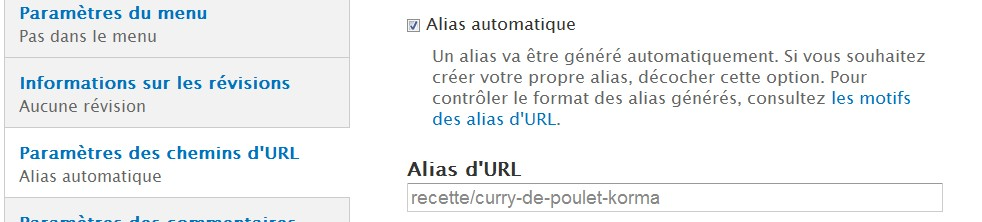 Paramètres du menu
Pas dans le menu
Informations sur les révisions
Aucune révision
Paramètres des chemins d'URL
Alias automatique
Paramètres des commentaires
Alias automatique
Un alias va être généré automatiquement. Si vous souhaitez
créer votre propre alias, décocher cette option. Pour
contrôler le format des alias générés, consultez les motifs
des alias d'URL.
Alias d'URL
recette/curry-de-poulet-korma